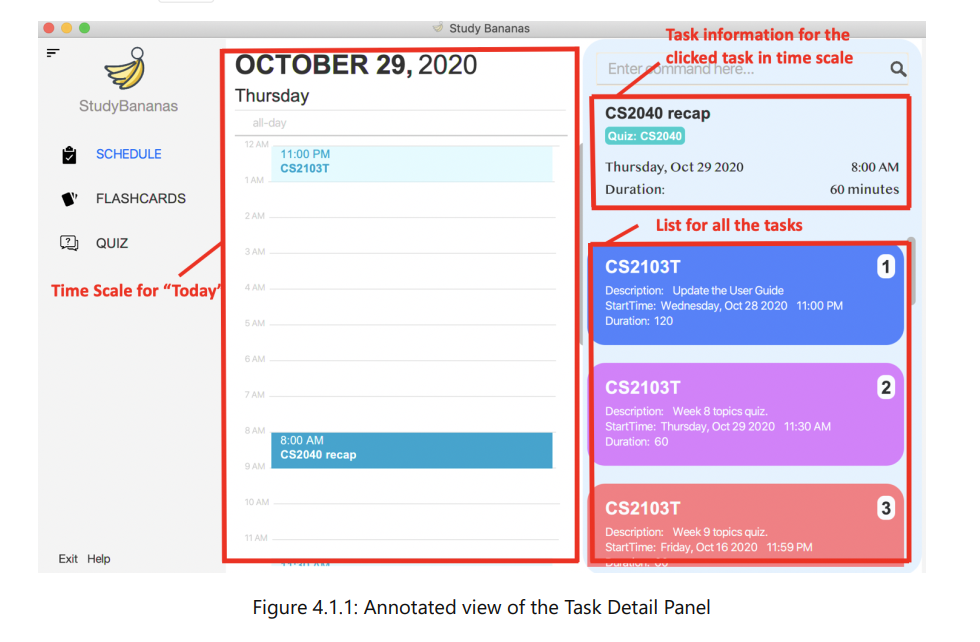 Study Bananas
Task information for the
clicked task in time scale
StudyBananas
SCHEDULE
FLASHCARDS
QUIZ
Time Scale for “Today”
Exit Help
OCTOBER 29, 2020
Thursday
all-day
12 AM
11:00 PM
CS2103T
1 AM
2 AM
3 AM
4 AM
5 AM
6 AM
7 AM
8 AM
8:00 AM
CS2040 recap
9 AM
10 AM
11 AM
11:30 AM
Enter command here...
CS2040 recap
Quiz: CS2040
Thursday, Oct 29 2020 8:00 AM
Duration: 60 minutes
List for all the tasks
CS2103T 1
Description: Update the User Guide
StartTime: Wednesday, Oct 28 2020 11:00 PM
Duration: 120
CS2103T 2
Description: Week 8 topics quiz.
StartTime: Thursday, Oct 29 2020 11:30 AM
Duration: 60
CS2103T 3
Description: Week 9 topics quiz.
StartTime: Friday, Oct 16 2020 11:59 PM
Duration: 60
Figure 4.1.1: Annotated view of the Task Detail Panel